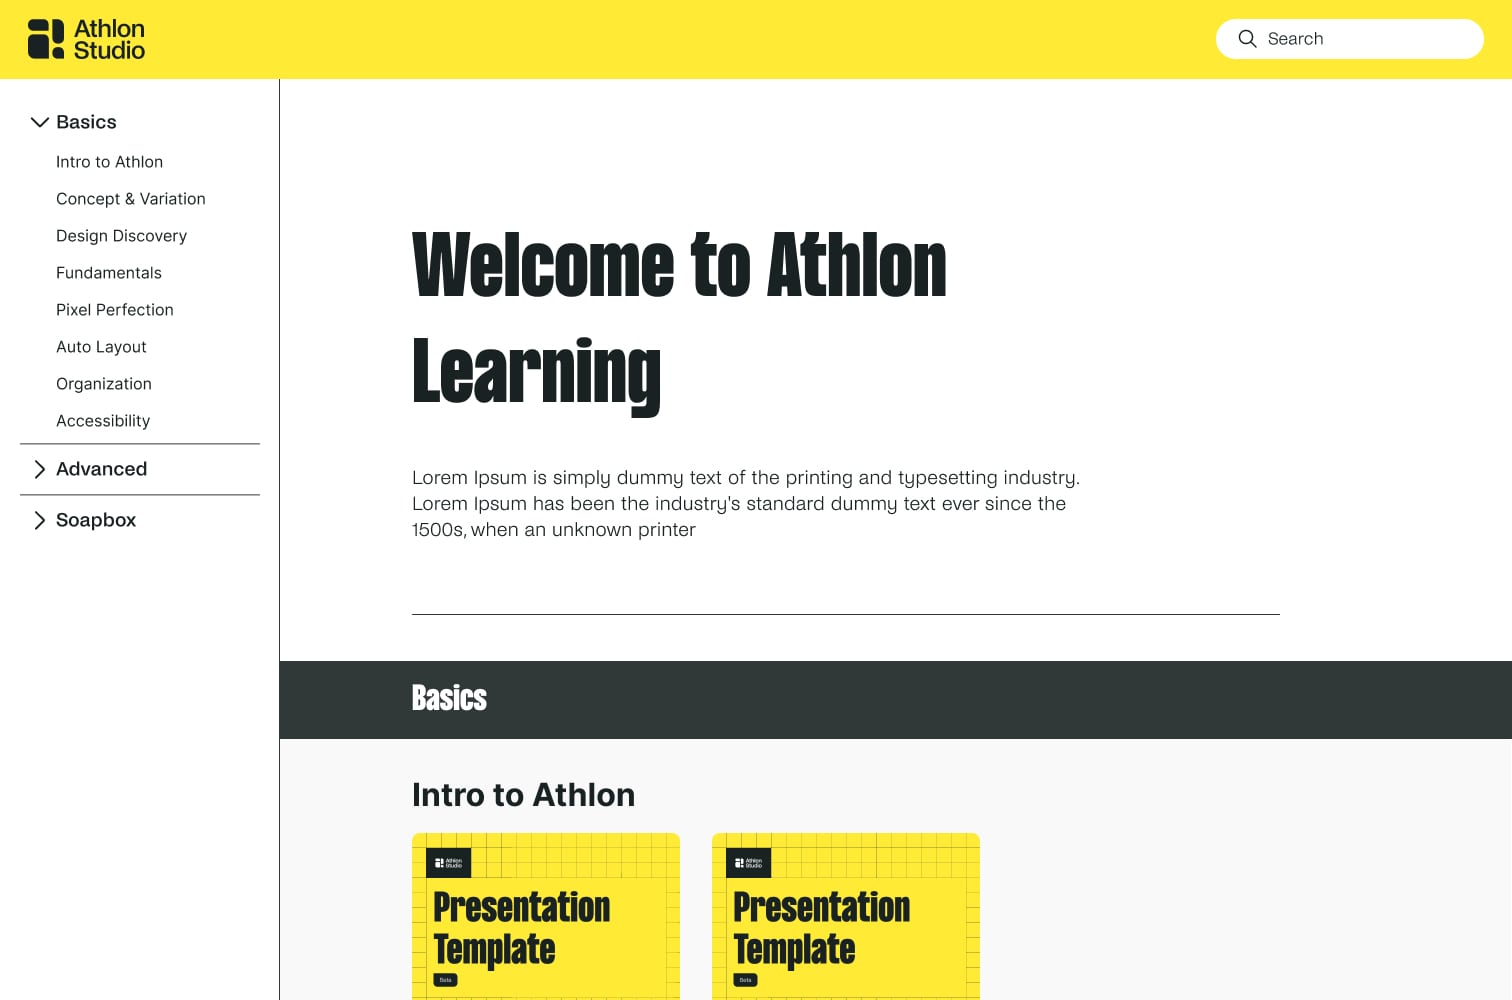 Athlon
Studio
Search
Basics
Intro to Athlon
Concept & Variation
Design Discovery
Fundamentals
Pixel Perfection
Auto Layout
Organization
Accessibility
Advanced
Soapbox
Welcome to Athlon
Learning
Lorem Ipsum is simply dummy text of the printing and typesetting industry.
Lorem Ipsum has been the industry's standard dummy text ever since the
1500s, when an unknown printer
Basics
Intro to Athlon
Athlon
Studio
Presentation
Template
Beta
Athlon
Studio
Presentation
Template
Beta